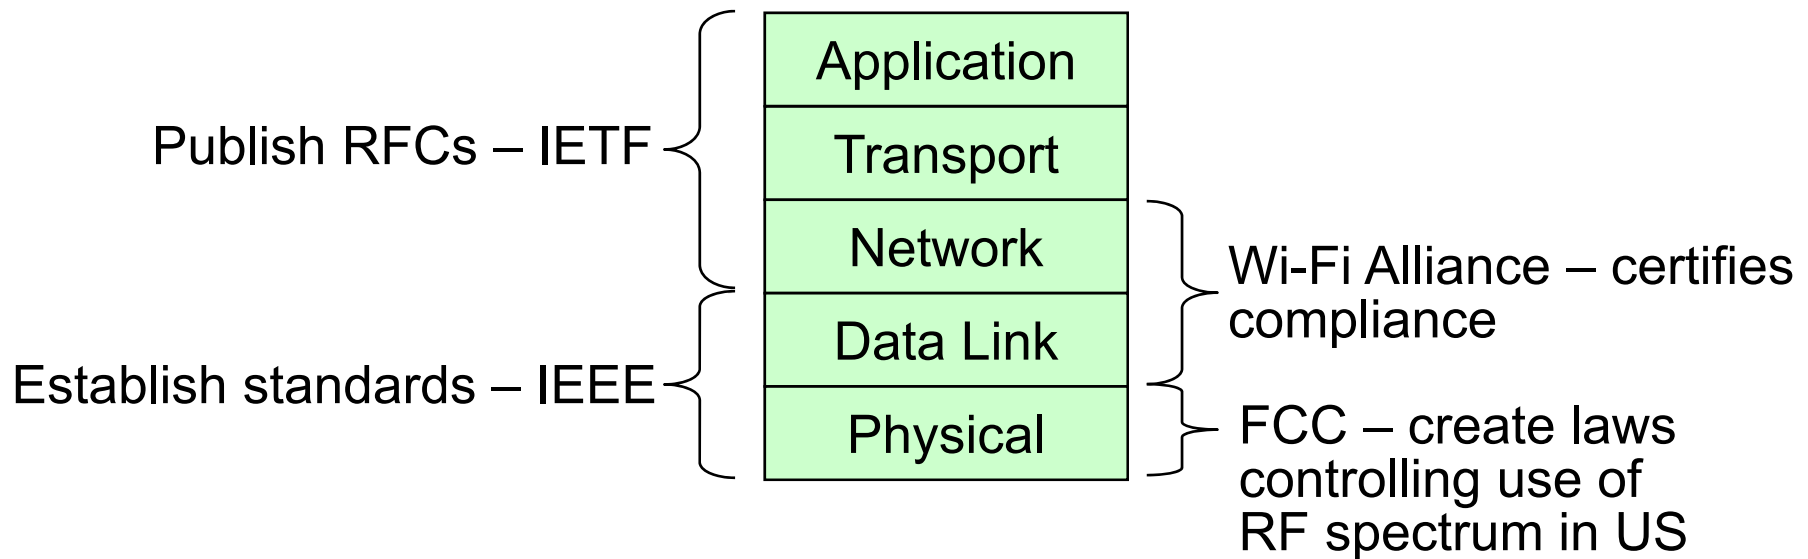 Application
Publish RFCs – IETF
Transport
Network
Wi-Fi Alliance – certifies
compliance
Data Link
Establish standards – IEEE
Physical
FCC – create laws
controlling use of
RF spectrum in US